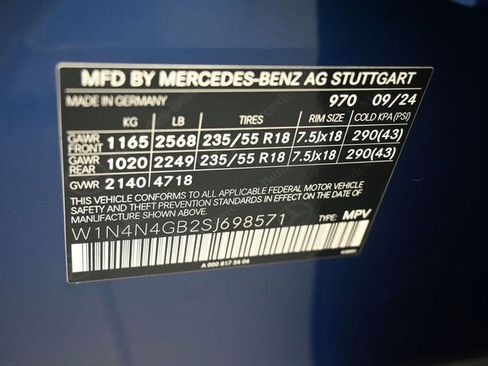 MFD BY MERCEDES-BENZ AG STUTTGART
MADE IN GERMANY 970 09/24
KG LB TIRES RIM SIZE COLD KPA (PSI)
GAWR FRONT 1165 2568 235/55 R18 7.5Jx18 290(43)
GAWR REAR 1020 2249 235/55 R18 7.5Jx18 290(43)
GVWR 2140 4718
THIS VEHICLE CONFORMS TO ALL APPLICABLE FEDERAL MOTOR VEHICLE
SAFETY AND THEFT PREVENTION STANDARDS IN EFFECT ON THE DATE OF
MANUFACTURE SHOWN ABOVE.
W1N4N4GB2SJ698571 TYPE: MPV
A 000 817 54 04